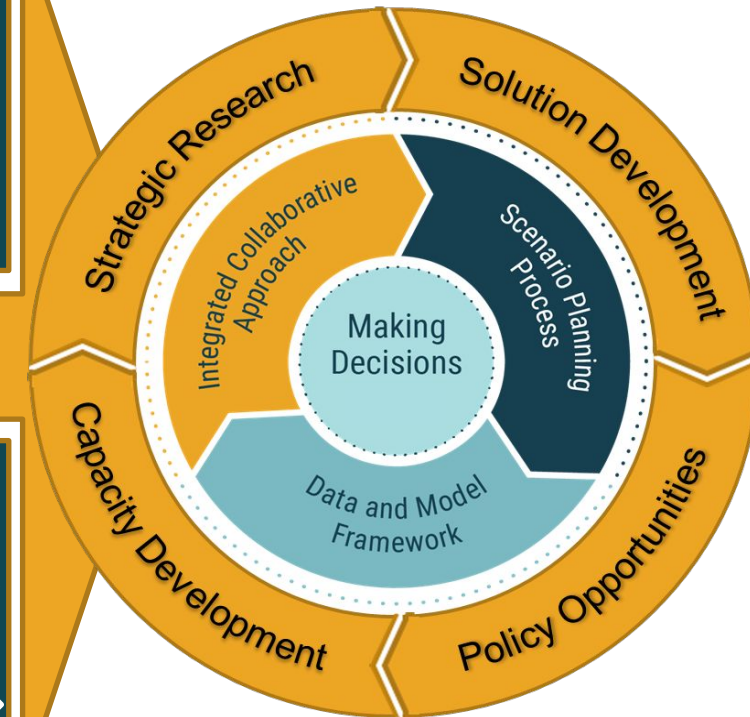 Strategic Research
Solution Development
Integrated Collaborative
Approach
Scenario Planning
Process
Making
Decisions
Data and Model
Framework
Capacity Development
Policy Opportunities